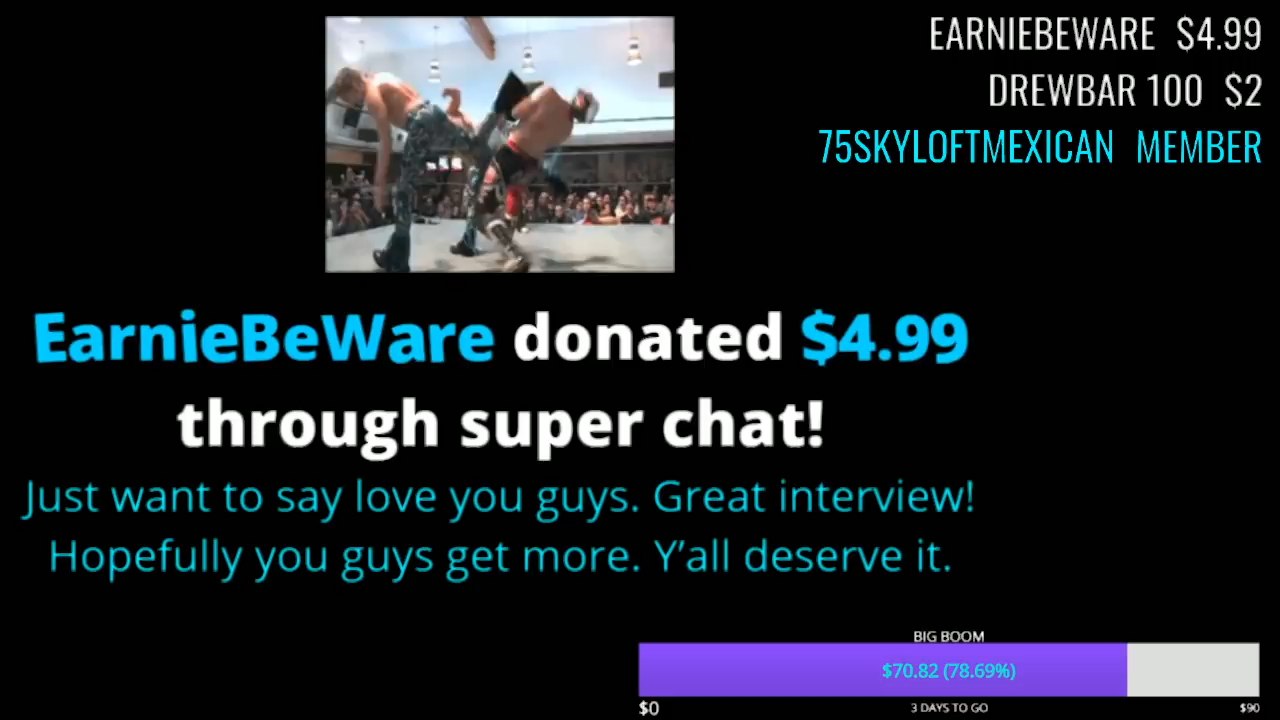 EARNIEBEWARE $4.99
DREWBAR 100 $2
75SKYLOFTMEXICAN MEMBER
EarnieBeWare donated $4.99
through super chat!
Just want to say love you guys. Great interview!
Hopefully you guys get more. Y’all deserve it.
BIG BOOM
$70.82 (78.69%)
$0 3 DAYS TO GO $90